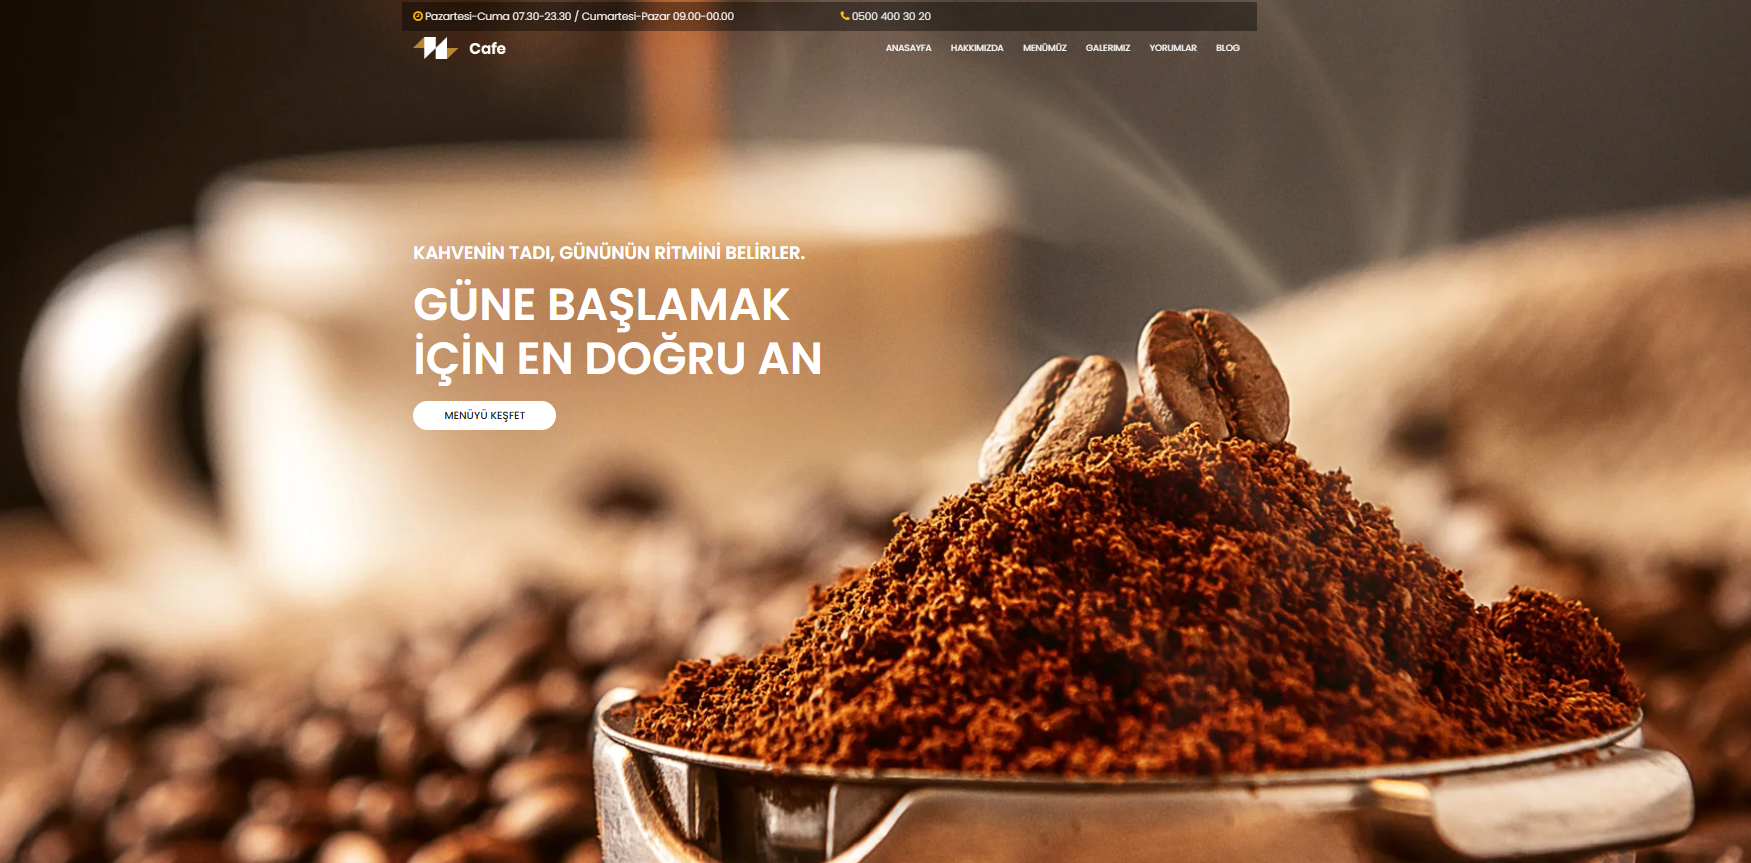 Pazartesi-Cuma 07.30-23.30 / Cumartesi-Pazar 09.00-00.00 0500 400 30 20
Cafe ANASAYFA HAKKIMIZDA MENÜMÜZ GALERIMIZ YORUMLAR BLOG
KAHVENİN TADI, GÜNÜNÜN RİTMİNİ BELİRLER.
GÜNE BAŞLAMAK
İÇİN EN DOĞRU AN
MENÜYÜ KEŞFET